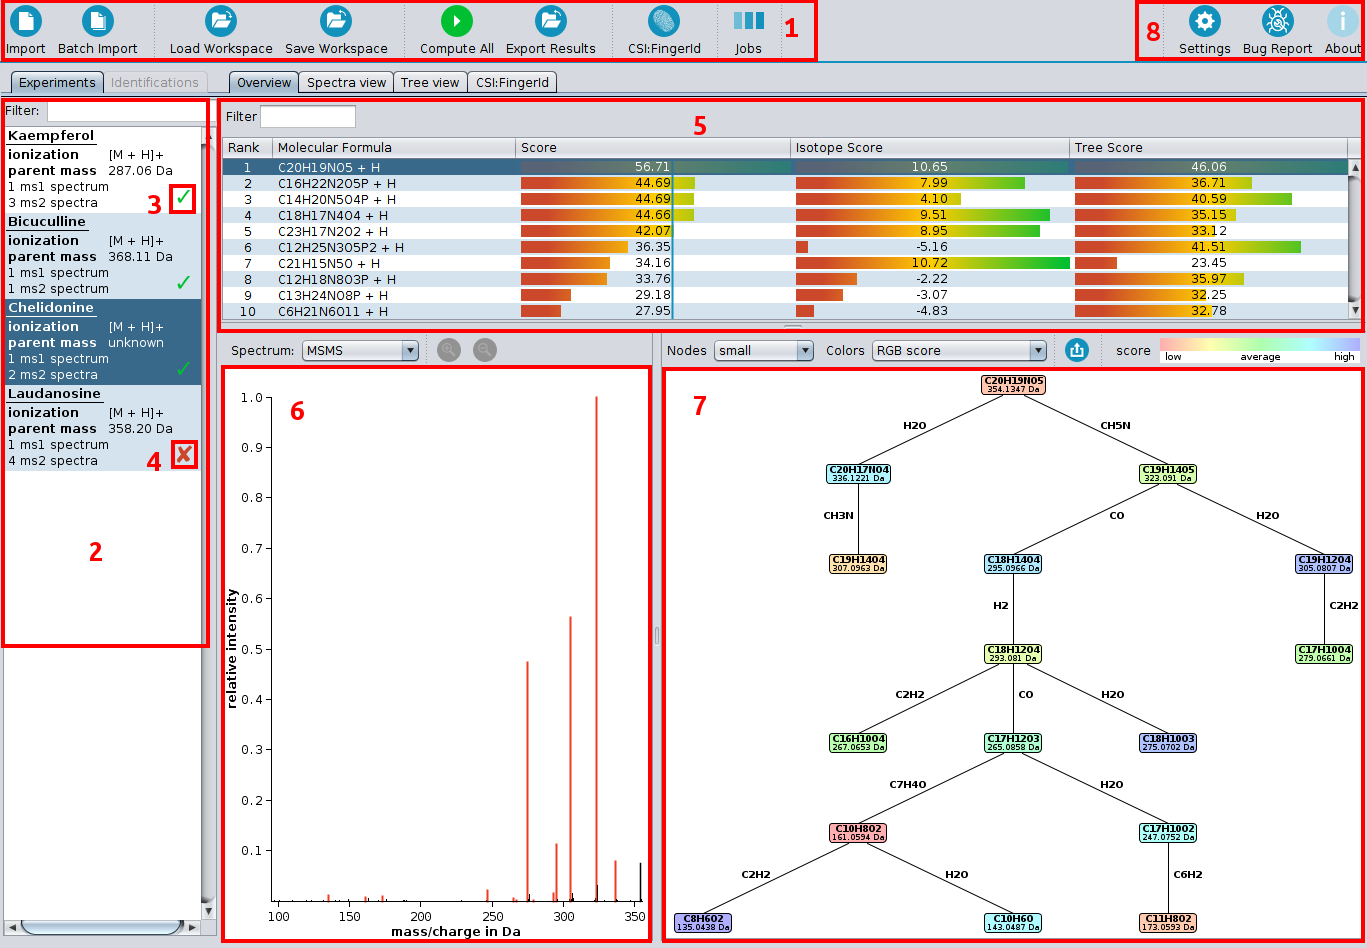 Import Batch Import Load Workspace Save Workspace Compute All Export Results CSI:FingerId Jobs 1 8 Settings Bug Report About
Experiments Identifications Overview Spectra view Tree view CSI:FingerId
Filter:
Kaempferol
ionization [M + H]+
parent mass 287.06 Da
1 ms1 spectrum
3 ms2 spectra 3 ✓
Bicuculline
ionization [M + H]+
parent mass 368.11 Da
1 ms1 spectrum
1 ms2 spectrum ✓
Chelidonine
ionization [M + H]+
parent mass unknown
1 ms1 spectrum
2 ms2 spectra ✓
Laudanosine
ionization [M + H]+
parent mass 358.20 Da
1 ms1 spectrum
4 ms2 spectra 4 ✘
2
Filter 5
Rank Molecular Formula Score Isotope Score Tree Score
1 C20H19NO5 + H 56.71 10.65 46.06
2 C16H22N2O5P + H 44.69 7.99 36.71
3 C14H20N5O4P + H 44.69 4.10 40.59
4 C18H17N4O4 + H 44.66 9.51 35.15
5 C23H17N2O2 + H 42.07 8.95 33.12
6 C12H25N3O5P2 + H 36.35 -5.16 41.51
7 C21H15N5O + H 34.16 10.72 23.45
8 C12H18N8O3P + H 33.76 -2.22 35.97
9 C13H24NO8P + H 29.18 -3.07 32.25
10 C6H21N6O11 + H 27.95 -4.83 32.78
Spectrum: MSMS
6
1.0
0.9
0.8
0.7
0.6
0.5
0.4
0.3
0.2
0.1
relative intensity
100 150 200 250 300 350
mass/charge in Da
Nodes small Colors RGB score score low average high
7
C20H19NO5
354.1347 Da
H2O CH5N
C20H17NO4
336.1221 Da
C19H14O5
323.091 Da
CH3N CO H2O
C19H14O4
307.0963 Da
C18H14O4
295.0966 Da
C19H12O4
305.0807 Da
H2 C2H2
C18H12O4
293.081 Da
C17H10O4
279.0661 Da
C2H2 CO H2O
C16H10O4
267.0653 Da
C17H12O3
265.0858 Da
C18H10O3
275.0702 Da
C7H4O H2O
C10H8O2
161.0594 Da
C17H10O2
247.0752 Da
C2H2 H2O C6H2
C8H6O2
135.0438 Da
C10H6O
143.0487 Da
C11H8O2
173.0593 Da